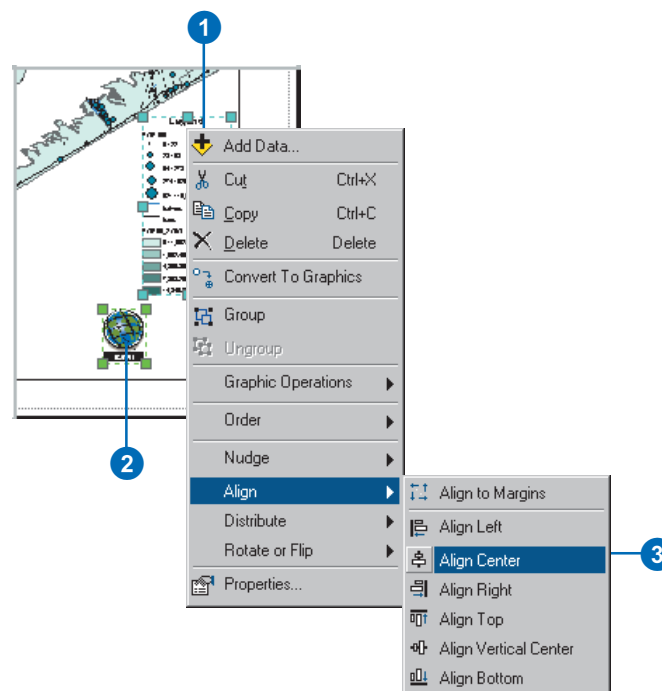 1
Legend
Add Data...
Cut Ctrl+X
Copy Ctrl+C
Delete Delete
Convert To Graphics
Group
Ungroup
Graphic Operations
Order
2
Nudge
Align
Align to Margins
Distribute
Align Left
Rotate or Flip
3
Align Center
Properties...
Align Right
Align Top
Align Vertical Center
Align Bottom